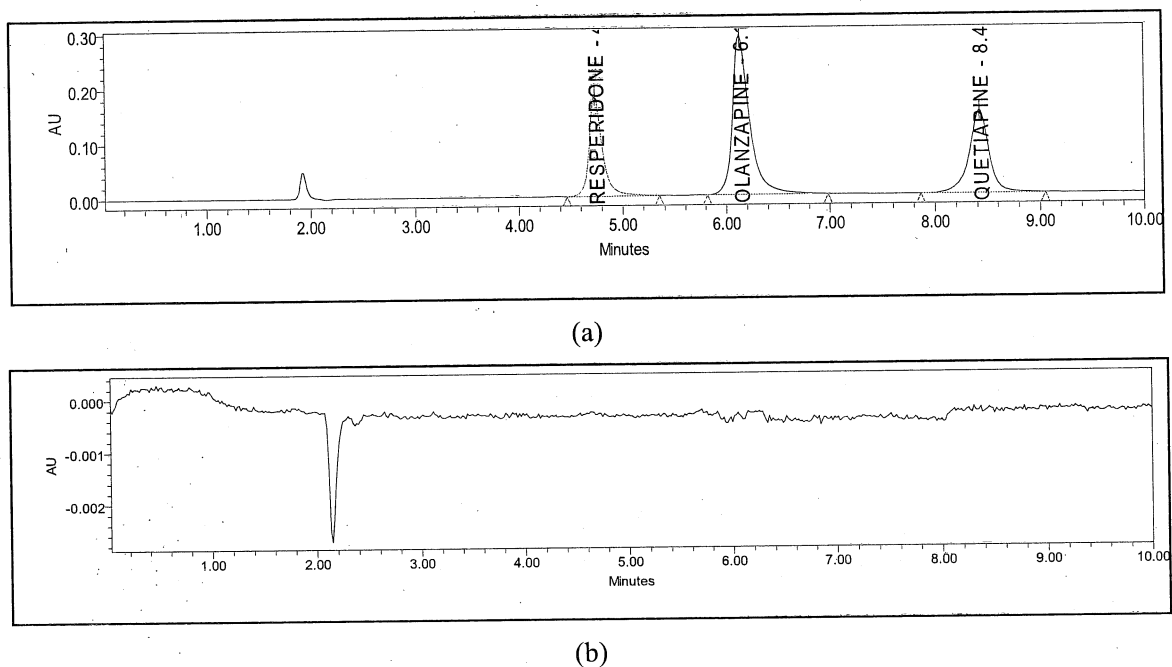 0.30
0.20
0.10
0.00
AU
RESPERIDONE - 4
OLANZAPINE 6.
QUETIAPINE - 8.4
1.00 2.00 3.00 4.00 5.00 6.00 7.00 8.00 9.00 10.00
Minutes
(a)
0.000
-0.001
-0.002
AU
1.00 2.00 3.00 4.00 5.00 6.00 7.00 8.00 9.00 10.00
Minutes
(b)